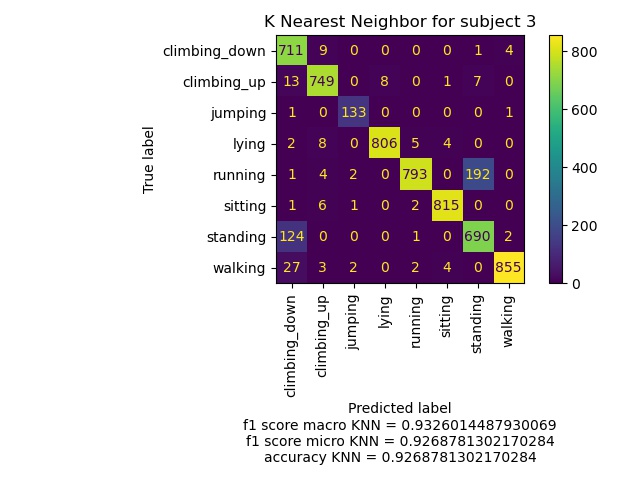 K Nearest Neighbor for subject 3
climbing_down 711 9 0 0 0 0 1 4
climbing_up 13 749 0 8 0 1 7 0
jumping 1 0 133 0 0 0 0 1
lying 2 8 0 806 5 4 0 0
running 1 4 2 0 793 0 192 0
sitting 1 6 1 0 2 815 0 0
standing 124 0 0 0 1 0 690 2
walking 27 3 2 0 2 4 0 855
True label
climbing_down climbing_up jumping lying running sitting standing walking
800
600
400
200
0
Predicted label
f1 score macro KNN = 0.9326014487930069
f1 score micro KNN = 0.9268781302170284
accuracy KNN = 0.9268781302170284